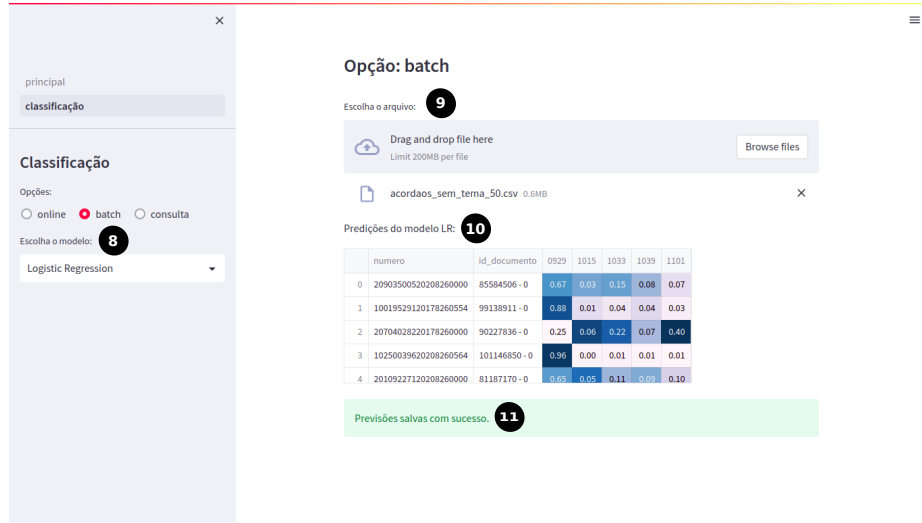 principal
classificação
Classificação
Opções:
online batch consulta
Escolha o modelo: 8
Logistic Regression
Opção: batch
Escolha o arquivo: 9
Drag and drop file here
Limit 200MB per file
Browse files
acordaos_sem_tema_50.csv 0.6MB
Predições do modelo LR: 10
numero id_documento 0929 1015 1033 1039 1101
0 20903500520208260000 85584506 - 0 0.67 0.03 0.15 0.08 0.07
1 10019529120178260554 99138911 - 0 0.88 0.01 0.04 0.04 0.03
2 20704028220178260000 90227836 - 0 0.25 0.06 0.22 0.07 0.40
3 10250039620208260564 101146850 - 0 0.96 0.00 0.01 0.01 0.01
4 20109227120208260000 81187170 - 0 0.65 0.05 0.11 0.09 0.10
Previsões salvas com sucesso. 11